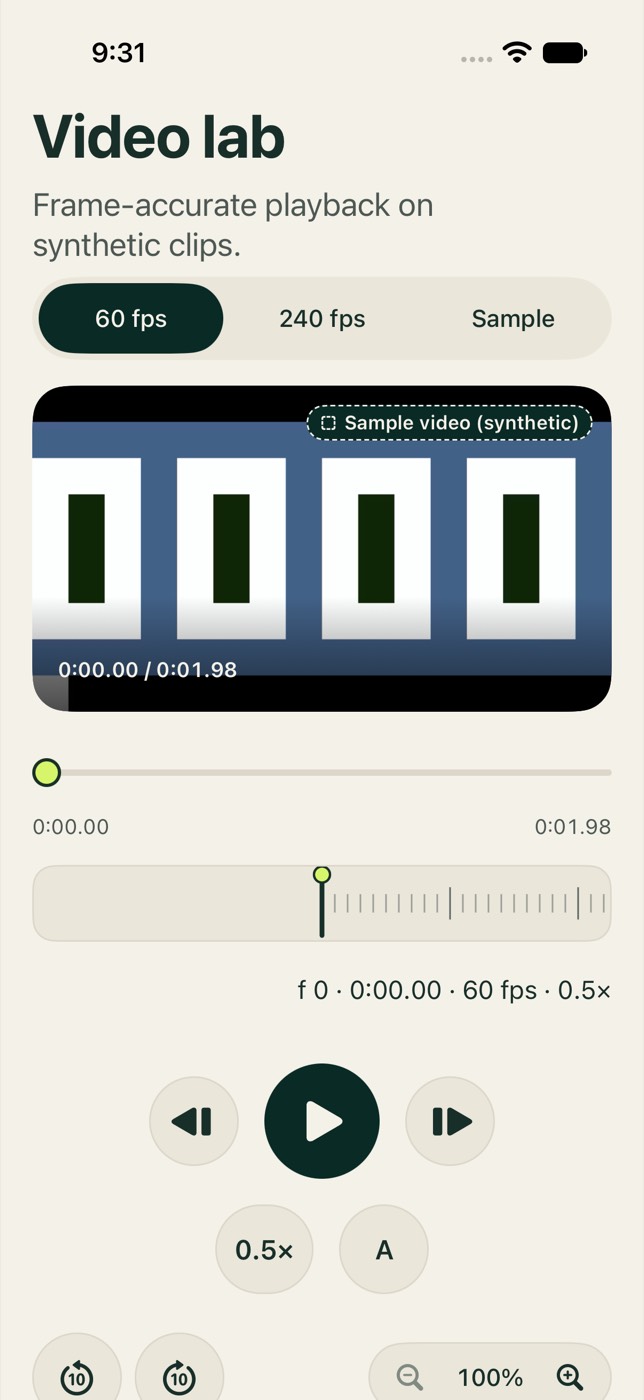 9:31
Video lab
Frame-accurate playback on
synthetic clips.
60 fps
240 fps
Sample
Sample video (synthetic)
0:00.00 / 0:01.98
0:00.00
0:01.98
f 0 · 0:00.00 · 60 fps · 0.5×
0.5×
A
10
10
100%